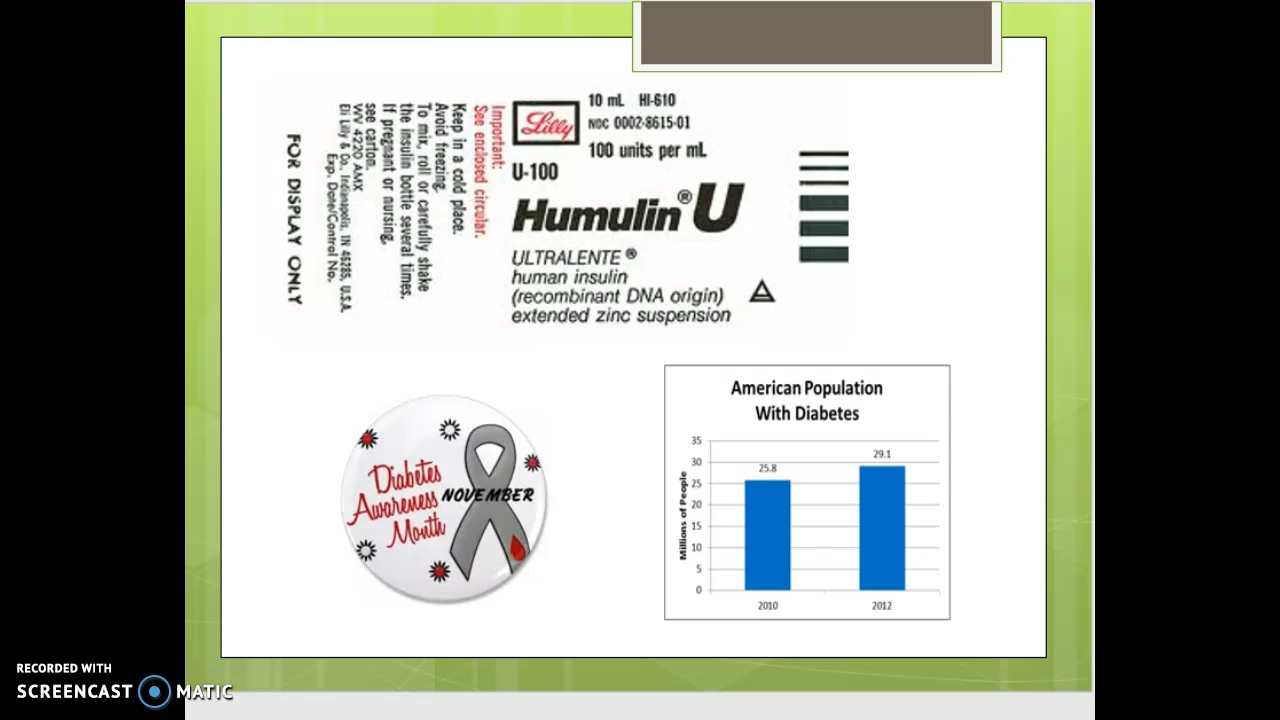 Lilly
10 mL HI-610
NDC 0002-8615-01
100 units per mL
U-100
Humulin® U
ULTRALENTE®
human insulin
(recombinant DNA origin)
extended zinc suspension
Important:
See enclosed circular.
Keep in a cold place.
Avoid freezing.
To mix, roll or carefully shake
the insulin bottle several times.
If pregnant or nursing,
see carton.
WV 4220 AMX
Eli Lilly & Co., Indianapolis, IN 46285, U.S.A.
Exp. Date/Control No.
FOR DISPLAY ONLY
Diabetes
Awareness
Month
NOVEMBER
American Population
With Diabetes
Millions of People
35
30
25
20
15
10
5
0
25.8
29.1
2010
2012
RECORDED WITH
SCREENCAST MATIC